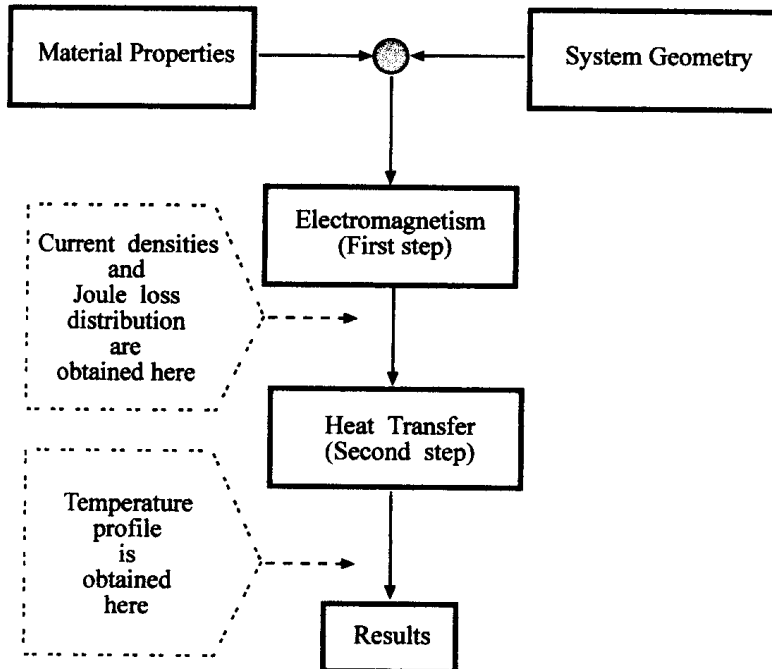 Material Properties
System Geometry
Electromagnetism
(First step)
Current densities
and
Joule loss
distribution
are
obtained here
Heat Transfer
(Second step)
Temperature
profile
is
obtained
here
Results